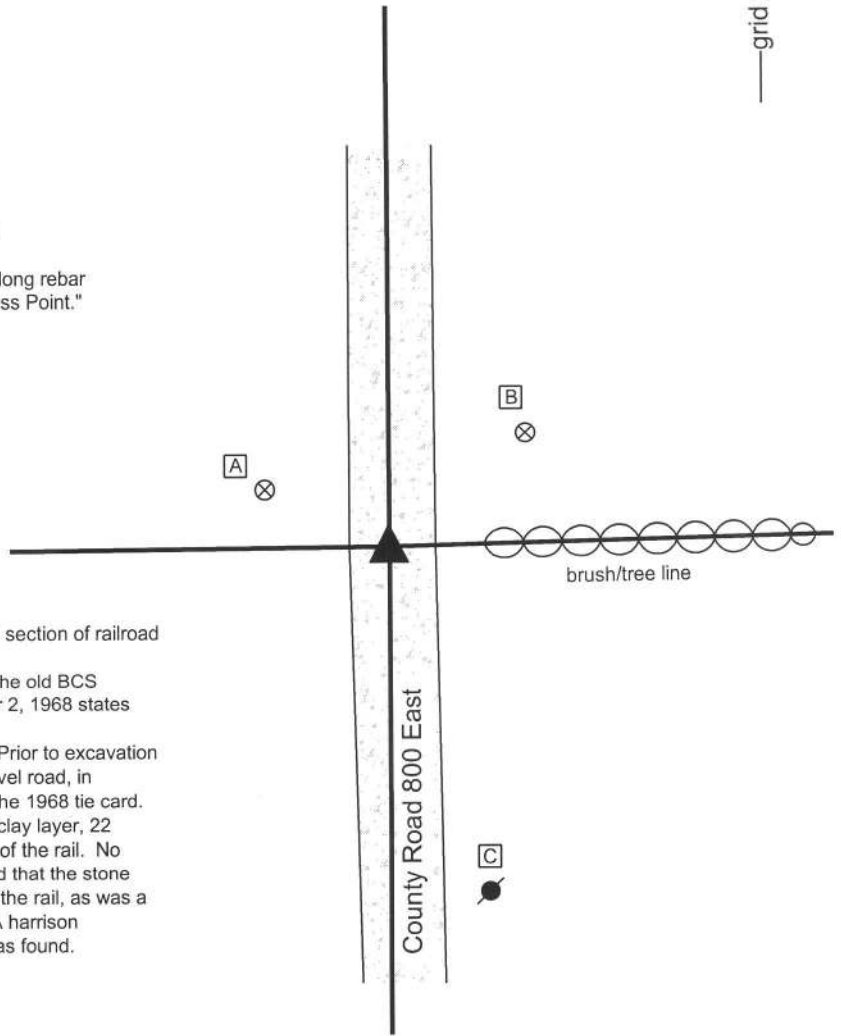 grid
long rebar
ss Point."
B
A
brush/tree line
section of railroad
he old BCS
2, 1968 states
Prior to excavation
vel road, in
he 1968 tie card.
clay layer, 22
of the rail. No
d that the stone
the rail, as was a
A harrison
as found.
County Road 800 East
C